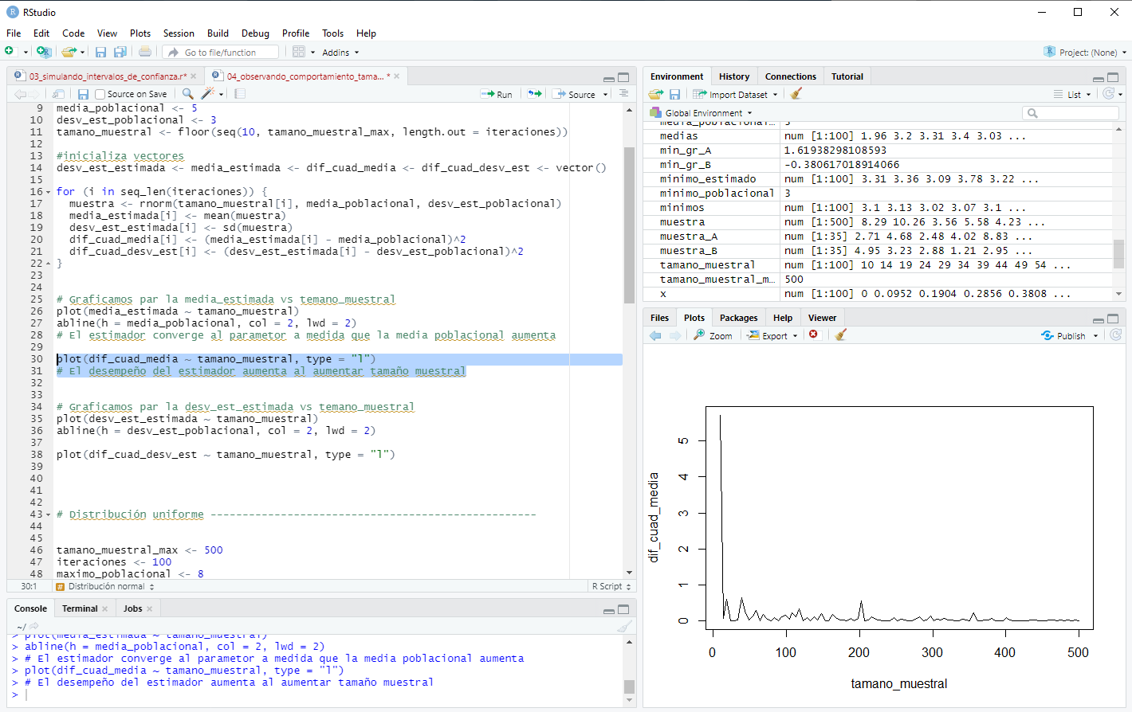 RStudio
File Edit Code View Plots Session Build Debug Profile Tools Help
Go to file/function Addins Project: (None)
03_simulando_intervalos_de_confianza.r* 04_observando_comportamiento_tama... *
Source on Save Run Source
9 media_poblacional <- 5
10 desv_est_poblacional <- 3
11 tamano_muestral <- floor(seq(10, tamano_muestral_max, length.out = iteraciones))
12
13 #inicializa vectores
14 desv_est_estimada <- media_estimada <- dif_cuad_media <- dif_cuad_desv_est <- vector()
15
16 for (i in seq_len(iteraciones)) {
17 muestra <- rnorm(tamano_muestral[i], media_poblacional, desv_est_poblacional)
18 media_estimada[i] <- mean(muestra)
19 desv_est_estimada[i] <- sd(muestra)
20 dif_cuad_media[i] <- (media_estimada[i] - media_poblacional)^2
21 dif_cuad_desv_est[i] <- (desv_est_estimada[i] - desv_est_poblacional)^2
22 }
23
24
25 # Graficamos par la media_estimada vs temano_muestral
26 plot(media_estimada ~ tamano_muestral)
27 abline(h = media_poblacional, col = 2, lwd = 2)
28 # El estimador converge al parametor a medida que la media poblacional aumenta
29
30 plot(dif_cuad_media ~ tamano_muestral, type = "l")
31 # El desempeño del estimador aumenta al aumentar tamaño muestral
32
33
34 # Graficamos par la desv_est_estimada vs temano_muestral
35 plot(desv_est_estimada ~ tamano_muestral)
36 abline(h = desv_est_poblacional, col = 2, lwd = 2)
37
38 plot(dif_cuad_desv_est ~ tamano_muestral, type = "l")
39
40
41
42
43 # Distribución uniforme --------------------------------------------------
44
45
46 tamano_muestral_max <- 500
47 iteraciones <- 100
48 maximo_poblacional <- 8
30:1 Distribución normal R Script
Console Terminal Jobs
~/
> plot(media_estimada ~ tamano_muestral)
> abline(h = media_poblacional, col = 2, lwd = 2)
> # El estimador converge al parametor a medida que la media poblacional aumenta
> plot(dif_cuad_media ~ tamano_muestral, type = "l")
> # El desempeño del estimador aumenta al aumentar tamaño muestral
>
Environment History Connections Tutorial
Import Dataset List
Global Environment
media_poblacional 5
medias num [1:100] 1.96 3.2 3.31 3.4 3.03 ...
min_gr_A 1.61938298108593
min_gr_B -0.380617018914066
minimo_estimado num [1:100] 3.31 3.36 3.09 3.78 3.22 ...
minimo_poblacional 3
minimos num [1:100] 3.1 3.13 3.02 3.07 3.1 ...
muestra num [1:500] 8.29 10.26 3.56 5.58 4.23 ...
muestra_A num [1:35] 2.71 4.68 2.48 4.02 8.83 ...
muestra_B num [1:35] 4.95 3.23 2.88 1.21 2.95 ...
tamano_muestral num [1:100] 10 14 19 24 29 34 39 44 49 54 ...
tamano_muestral_m... 500
x num [1:100] 0 0.0952 0.1904 0.2856 0.3808 ...
Files Plots Packages Help Viewer
Zoom Export Publish
dif_cuad_media
5
4
3
2
1
0
0 100 200 300 400 500
tamano_muestral